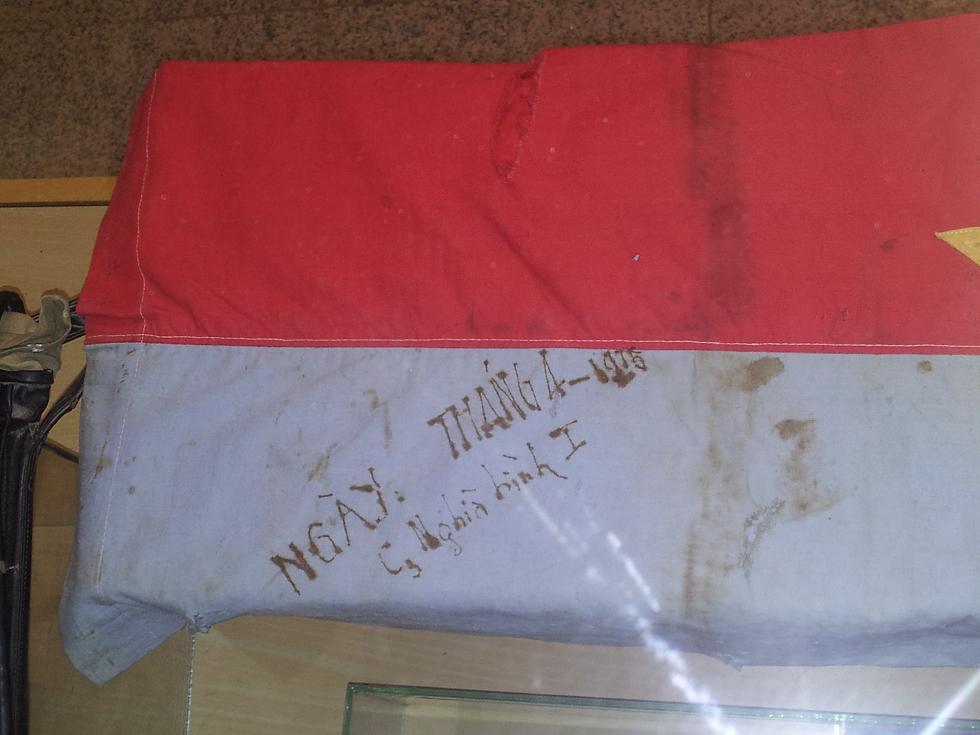 NGÀY. THÁNG 4-1975
C3 Nghĩa bình I